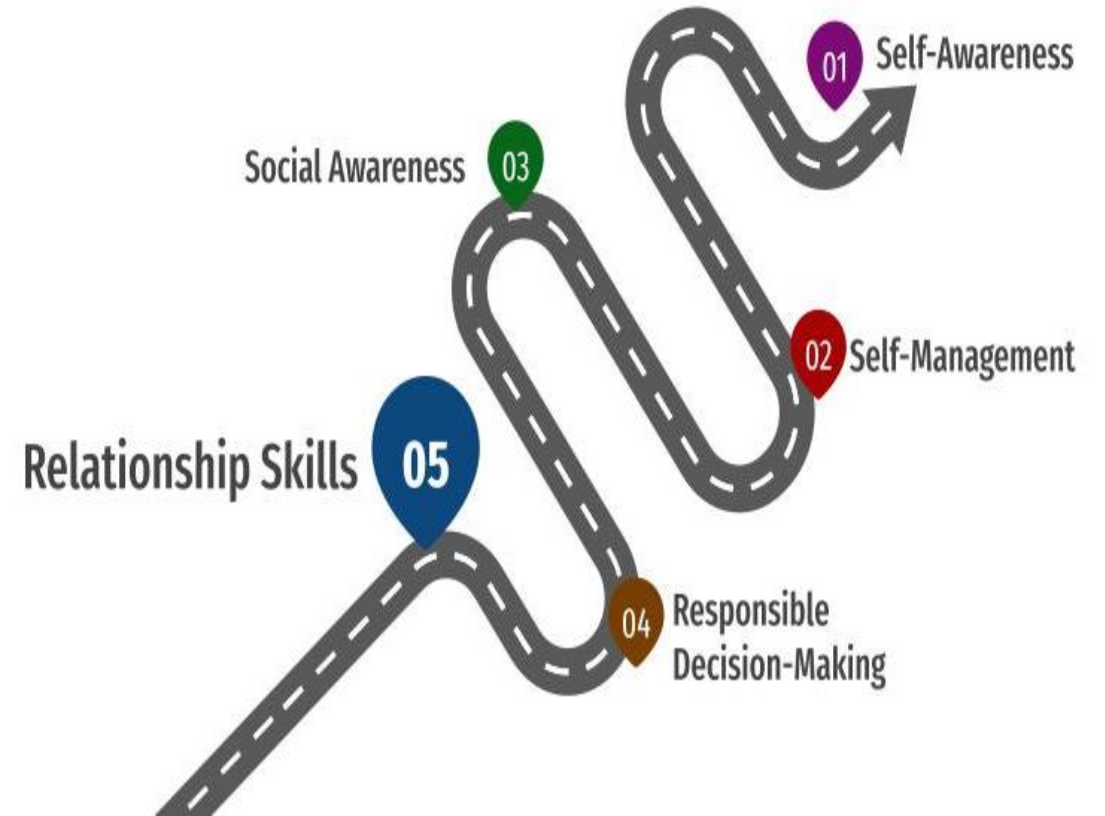 01 Self-Awareness
Social Awareness 03
02 Self-Management
Relationship Skills 05
04 Responsible
Decision-Making